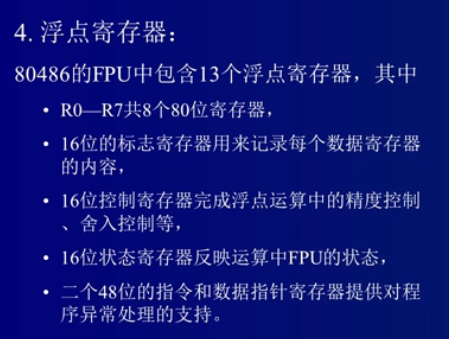 4. 浮点寄存器：
80486的FPU中包含13个浮点寄存器，其中
• R0—R7共8个80位寄存器，
• 16位的标志寄存器用来记录每个数据寄存器
的内容，
• 16位控制寄存器完成浮点运算中的精度控制
、舍入控制等，
• 16位状态寄存器反映运算中FPU的状态，
• 二个48位的指令和数据指针寄存器提供对程
序异常处理的支持。